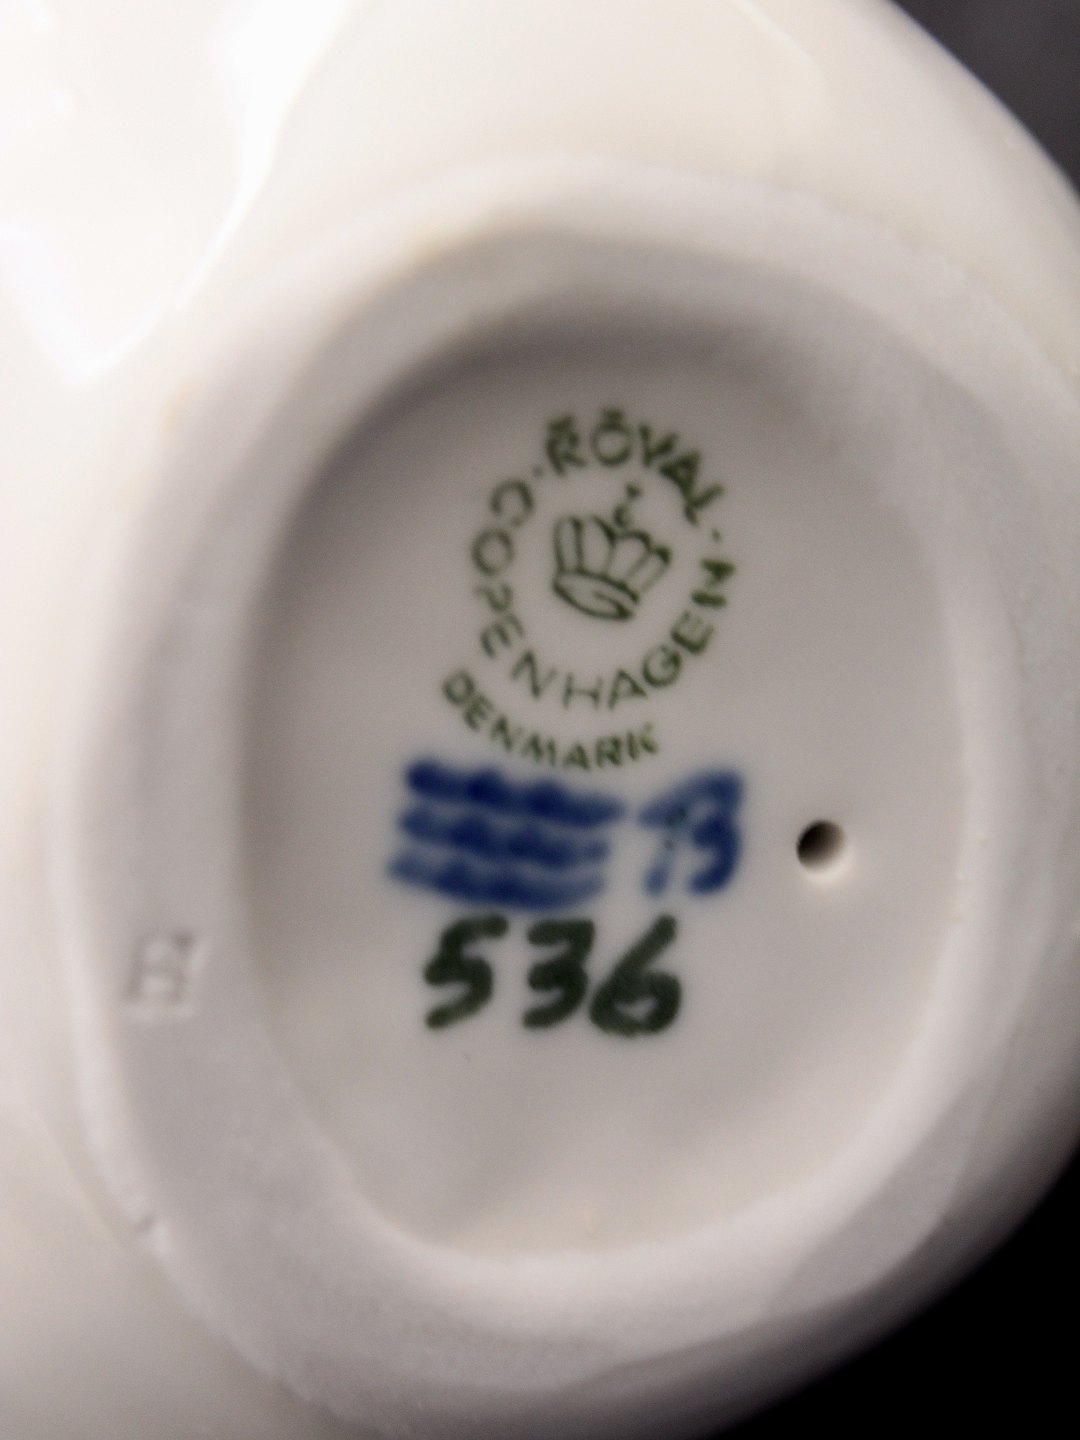 ROYAL
COPENHAGEN
DENMARK
536